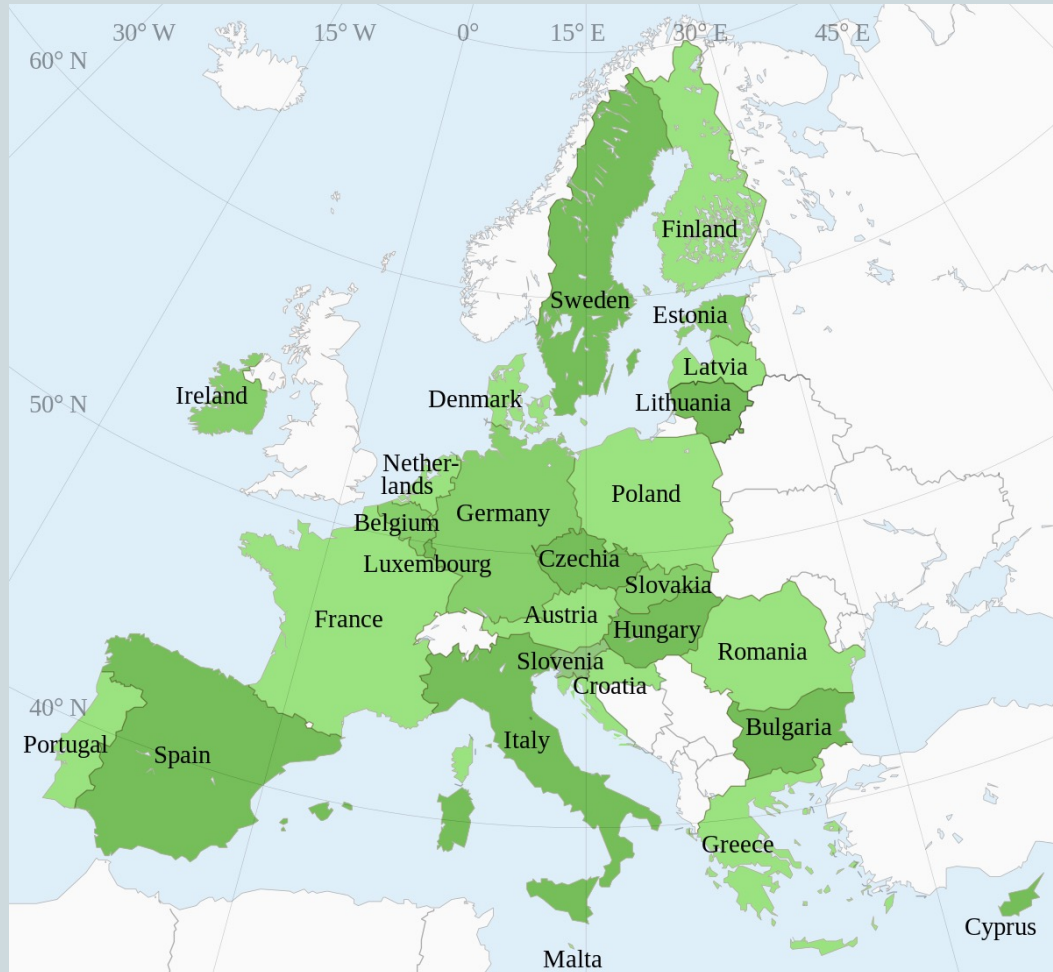 30° W
15° W
0°
15° E
30° E
45° E
60° N
Finland
Sweden
Estonia
Latvia
Ireland
Denmark
Lithuania
50° N
Nether-
lands
Poland
Germany
Belgium
Czechia
Luxembourg
Slovakia
Austria
France
Hungary
Romania
Slovenia
Croatia
40° N
Bulgaria
Portugal
Italy
Spain
Greece
Cyprus
Malta